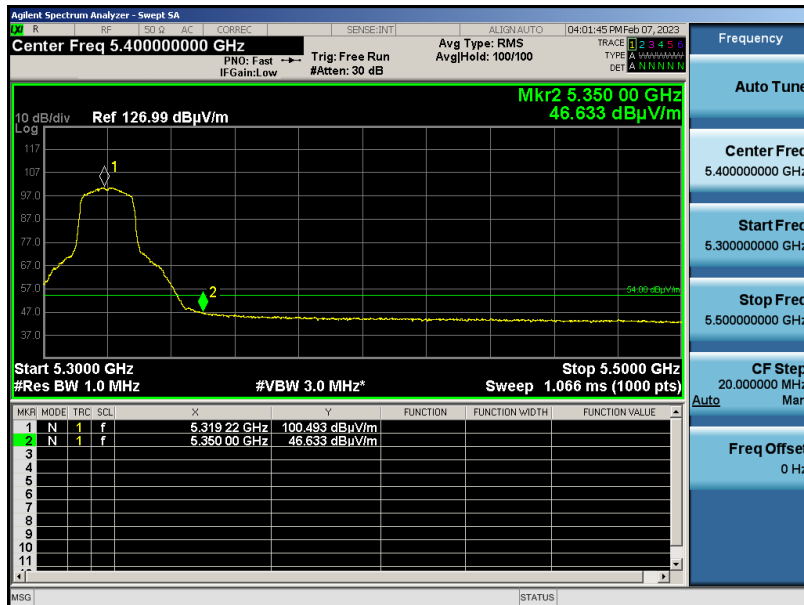 Agilent Spectrum Analyzer - Swept SA
LXI R RF 50 Ω AC CORREC SENSE:INT ALIGN AUTO 04:01:45 PM Feb 07, 2023
Center Freq 5.400000000 GHz
PNO: Fast
IFGain:Low
Trig: Free Run
#Atten: 30 dB
Avg Type: RMS
Avg|Hold: 100/100
TRACE 1 2 3 4 5 6
TYPE A WWWWW
DET A N N N N N
Mkr2 5.350 00 GHz
46.633 dBµV/m
10 dB/div Ref 126.99 dBµV/m
Log
117
107
97.0
87.0
77.0
67.0
57.0
47.0
37.0
1
2
54.00 dBµV/m
Start 5.3000 GHz Stop 5.5000 GHz
#Res BW 1.0 MHz #VBW 3.0 MHz* Sweep 1.066 ms (1000 pts)
MKR MODE TRC SCL X Y FUNCTION FUNCTION WIDTH FUNCTION VALUE
1 N 1 f 5.319 22 GHz 100.493 dBµV/m
2 N 1 f 5.350 00 GHz 46.633 dBµV/m
3
4
5
6
7
8
9
10
11
MSG STATUS
Frequency
Auto Tune
Center Freq
5.400000000 GHz
Start Freq
5.300000000 GHz
Stop Freq
5.500000000 GHz
CF Step
20.000000 MHz
Auto Man
Freq Offset
0 Hz